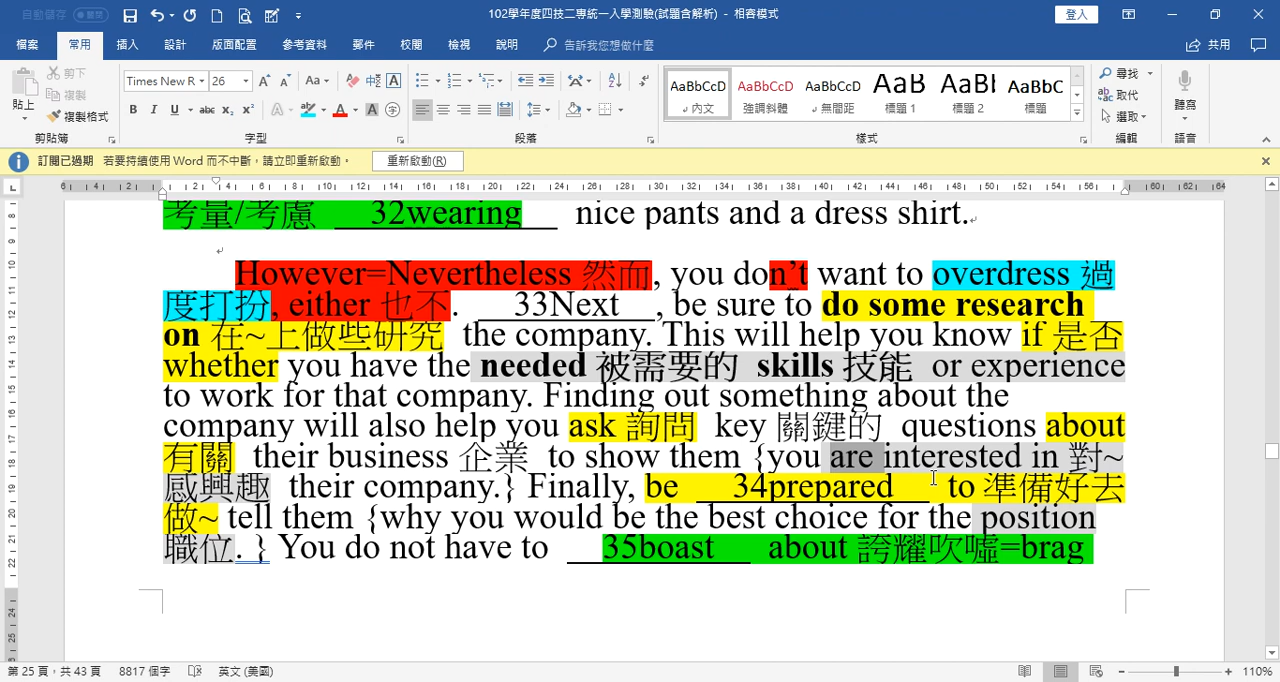 自動儲存 關閉 102學年度四技二專統一入學測驗(試題含解析) - 相容模式 登入
檔案 常用 插入 設計 版面配置 參考資料 郵件 校閱 檢視 說明 告訴我您想做什麼 共用
貼上 剪下 複製 複製格式 剪貼簿
Times New R 26 Aa A B I U abc X₂ X² A A A 字
字型 段落
AaBbCcD AaBbCcD AaBbCcD AaB AaBl AaBbC
內文 強調斜體 無間距 標題 1 標題 2 標題
樣式
尋找 取代 選取 編輯
聽寫 語音
訂閱已過期 若要持續使用 Word 而不中斷，請立即重新啟動。 重新啟動(R)
考量/考慮 32wearing nice pants and a dress shirt.
However=Nevertheless 然而, you don't want to overdress 過
度打扮, either 也不. 33Next , be sure to do some research
on 在~上做些研究 the company. This will help you know if 是否
whether you have the needed 被需要的 skills 技能 or experience
to work for that company. Finding out something about the
company will also help you ask 詢問 key 關鍵的 questions about
有關 their business 企業 to show them {you are interested in 對~
感興趣 their company.} Finally, be 34prepared to 準備好去
做~ tell them {why you would be the best choice for the position
職位. } You do not have to 35boast about 誇耀吹噓=brag
第 25 頁，共 43 頁 8817 個字 英文 (美國) 110%